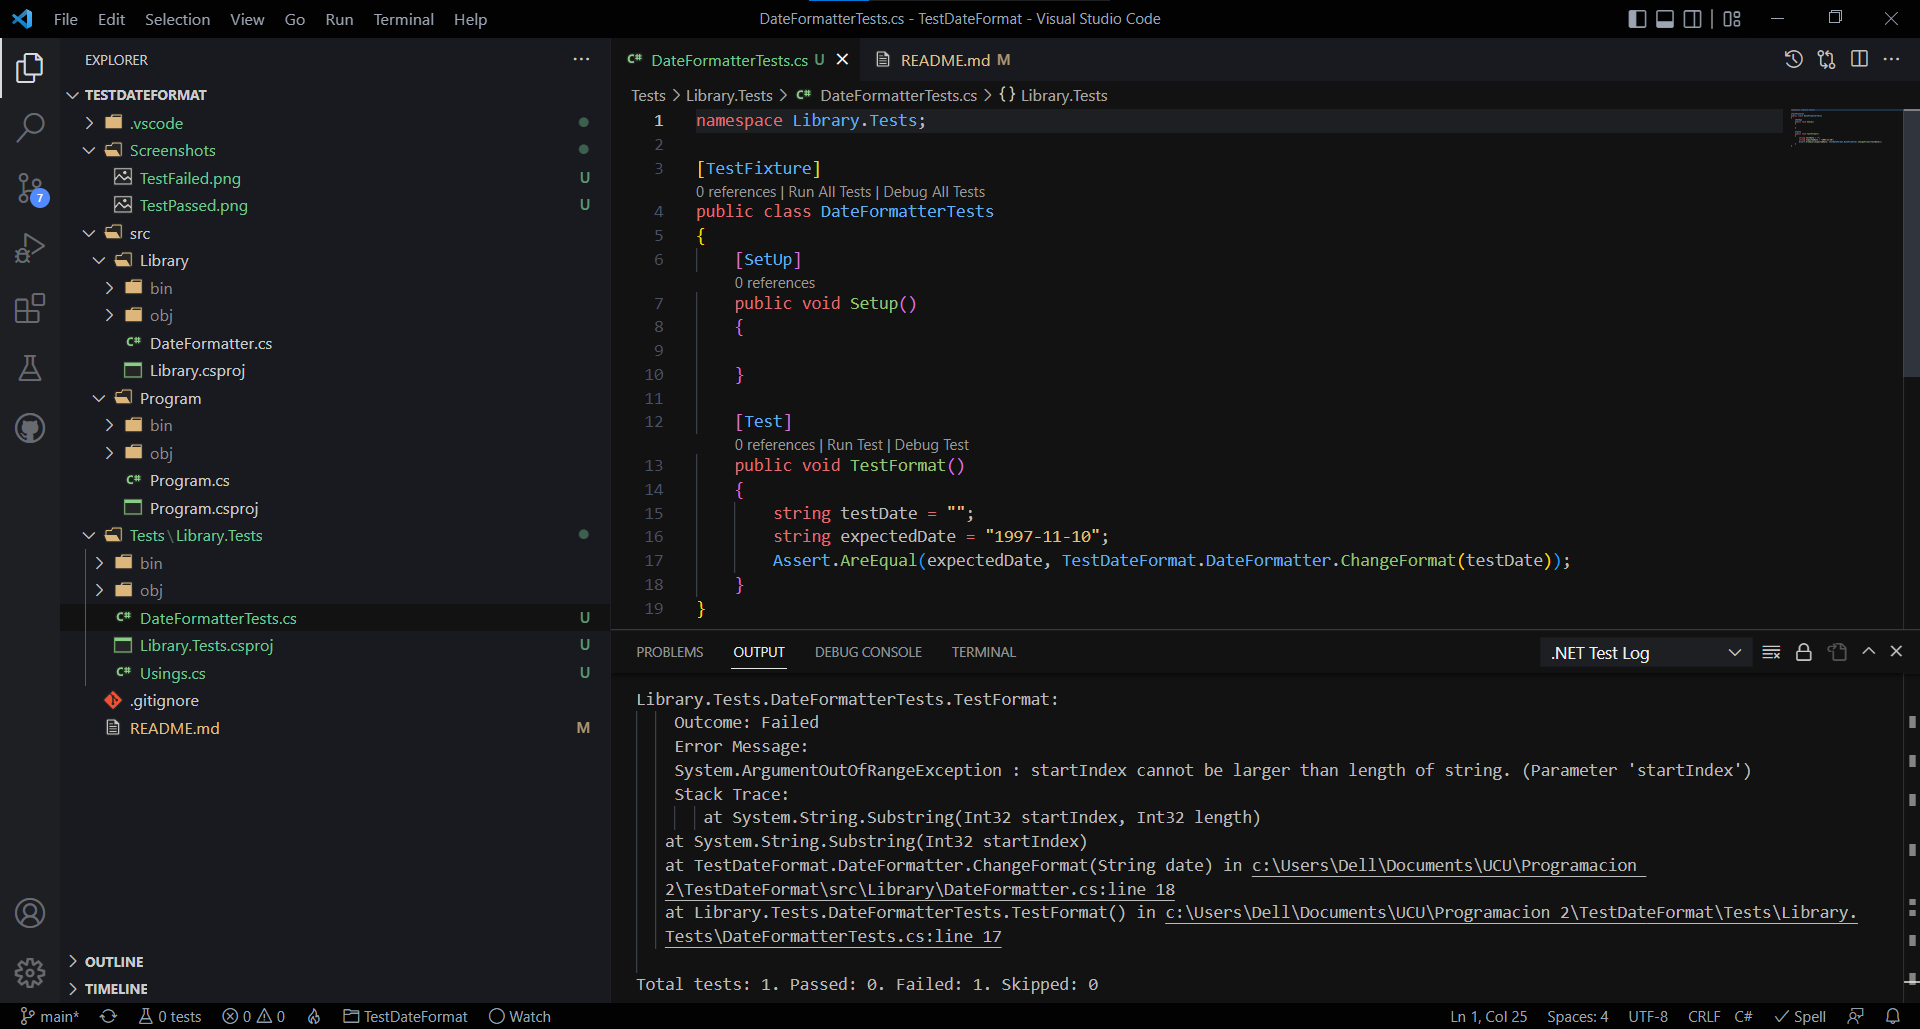 File Edit Selection View Go Run Terminal Help
DateFormatterTests.cs - TestDateFormat - Visual Studio Code
EXPLORER
TESTDATEFORMAT
.vscode
Screenshots
TestFailed.png U
TestPassed.png U
src
Library
bin
obj
C# DateFormatter.cs
Library.csproj
Program
bin
obj
C# Program.cs
Program.csproj
Tests\Library.Tests
bin
obj
C# DateFormatterTests.cs U
Library.Tests.csproj U
C# Usings.cs U
.gitignore
README.md M
7
OUTLINE
TIMELINE
C# DateFormatterTests.cs U
README.md M
Tests > Library.Tests > C# DateFormatterTests.cs > {} Library.Tests
1 namespace Library.Tests;
2
3 [TestFixture]
0 references | Run All Tests | Debug All Tests
4 public class DateFormatterTests
5 {
6 [SetUp]
0 references
7 public void Setup()
8 {
9
10 }
11
12 [Test]
0 references | Run Test | Debug Test
13 public void TestFormat()
14 {
15 string testDate = "";
16 string expectedDate = "1997-11-10";
17 Assert.AreEqual(expectedDate, TestDateFormat.DateFormatter.ChangeFormat(testDate));
18 }
19 }
PROBLEMS OUTPUT DEBUG CONSOLE TERMINAL
.NET Test Log
Library.Tests.DateFormatterTests.TestFormat:
Outcome: Failed
Error Message:
System.ArgumentOutOfRangeException : startIndex cannot be larger than length of string. (Parameter 'startIndex')
Stack Trace:
at System.String.Substring(Int32 startIndex, Int32 length)
at System.String.Substring(Int32 startIndex)
at TestDateFormat.DateFormatter.ChangeFormat(String date) in c:\Users\Dell\Documents\UCU\Programacion
2\TestDateFormat\src\Library\DateFormatter.cs:line 18
at Library.Tests.DateFormatterTests.TestFormat() in c:\Users\Dell\Documents\UCU\Programacion 2\TestDateFormat\Tests\Library.
Tests\DateFormatterTests.cs:line 17
Total tests: 1. Passed: 0. Failed: 1. Skipped: 0
main* 0 tests 0 0 TestDateFormat Watch
Ln 1, Col 25 Spaces: 4 UTF-8 CRLF C# Spell